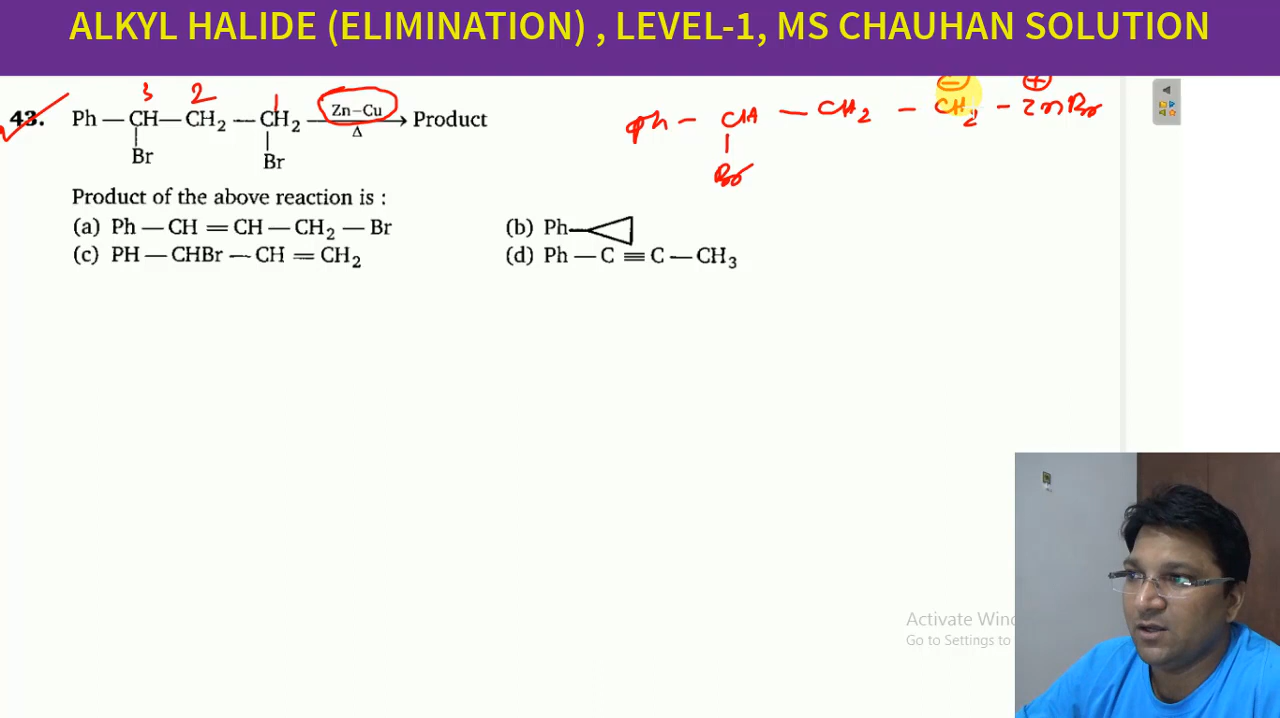 ALKYL HALIDE (ELIMINATION) , LEVEL-1, MS CHAUHAN SOLUTION
3 2 1
43. Ph — CH — CH₂ — CH₂ Zn–Cu Δ → Product
Br Br
Ph – CH – CH₂ – CH₂ – ZnBr
⊖ ⊕
Br
Product of the above reaction is :
(a) Ph — CH = CH — CH₂ — Br
(b) Ph
(c) PH — CHBr — CH = CH₂
(d) Ph — C ≡ C — CH₃
Activate Wind
Go to Settings to